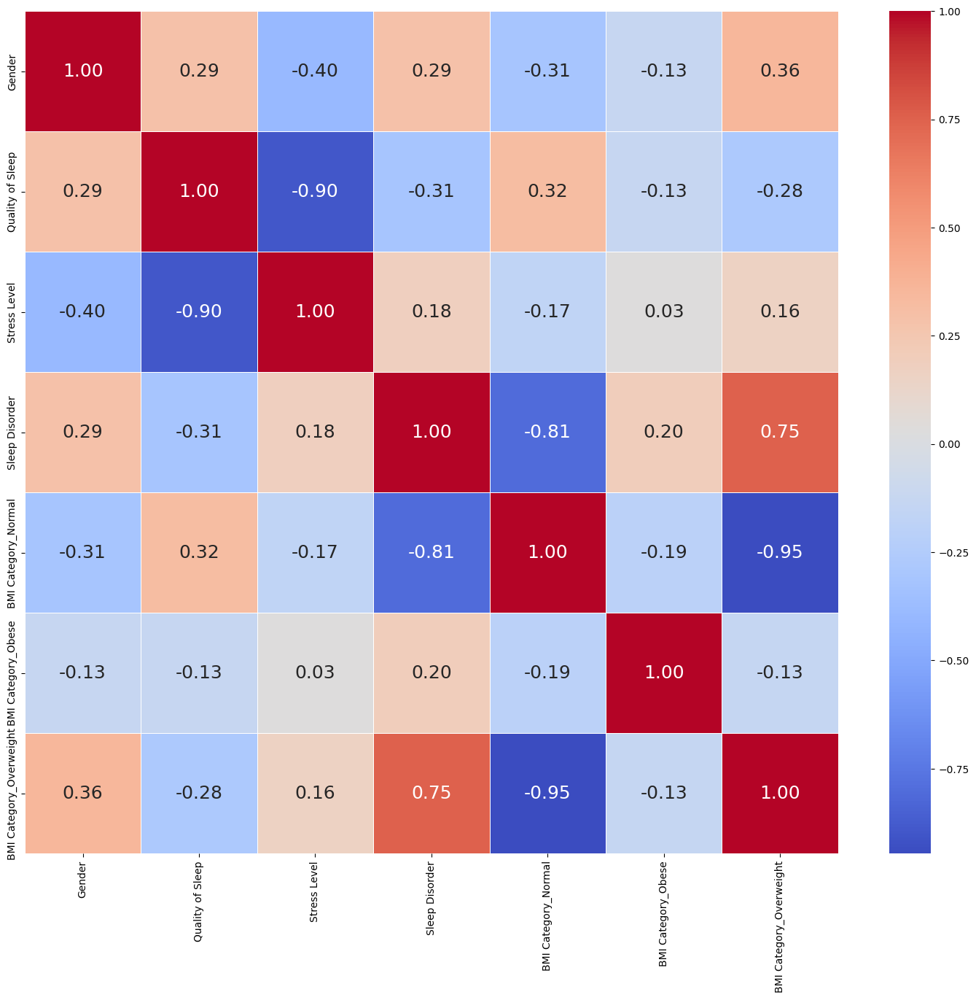 Gender 1.00 0.29 -0.40 0.29 -0.31 -0.13 0.36
Quality of Sleep 0.29 1.00 -0.90 -0.31 0.32 -0.13 -0.28
Stress Level -0.40 -0.90 1.00 0.18 -0.17 0.03 0.16
Sleep Disorder 0.29 -0.31 0.18 1.00 -0.81 0.20 0.75
BMI Category_Normal -0.31 0.32 -0.17 -0.81 1.00 -0.19 -0.95
BMI Category_Obese -0.13 -0.13 0.03 0.20 -0.19 1.00 -0.13
BMI Category_Overweight 0.36 -0.28 0.16 0.75 -0.95 -0.13 1.00
Gender
Quality of Sleep
Stress Level
Sleep Disorder
BMI Category_Normal
BMI Category_Obese
BMI Category_Overweight
1.00
0.75
0.50
0.25
0.00
−0.25
−0.50
−0.75